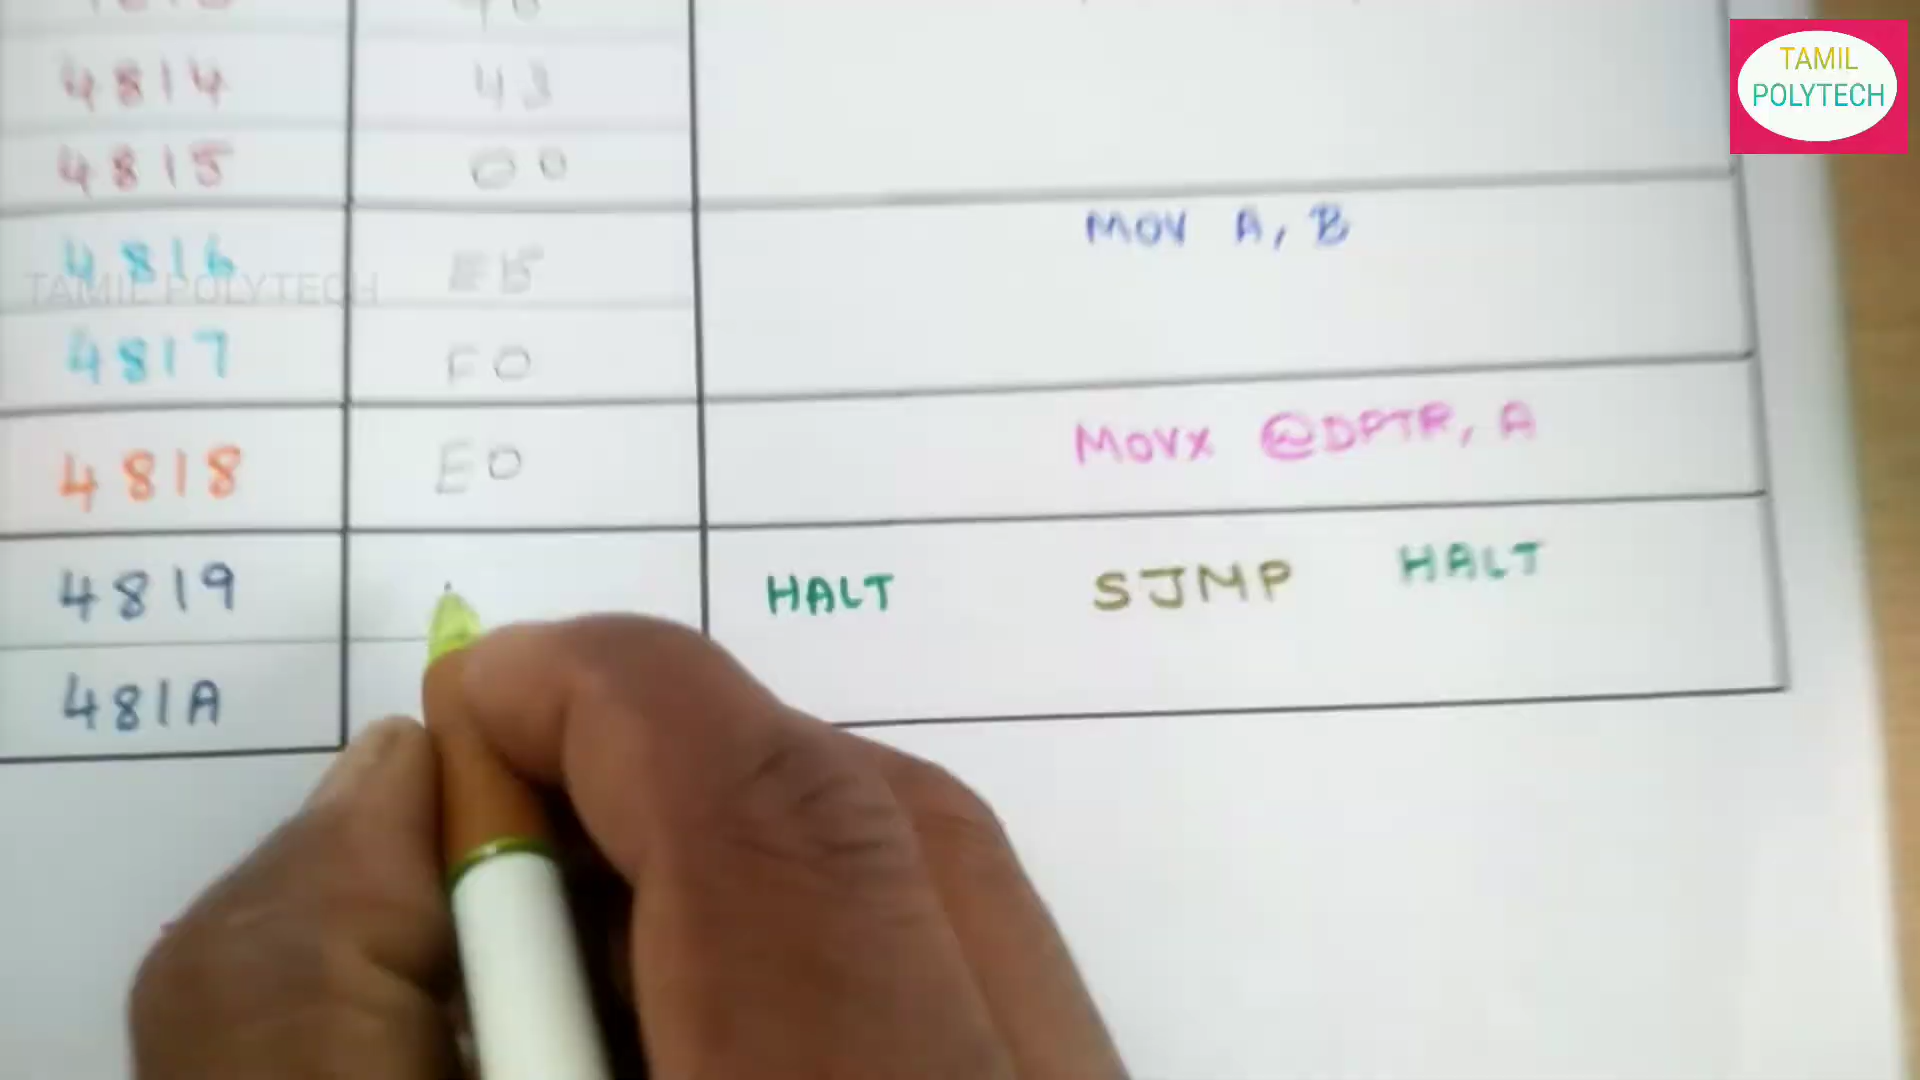 TAMIL
POLYTECH
4814 43
4815 00
4816 E5 MOV A, B
TAMIL POLYTECH
4817 F0
4818 E0 MOVX @DPTR, A
4819 HALT SJMP HALT
481A